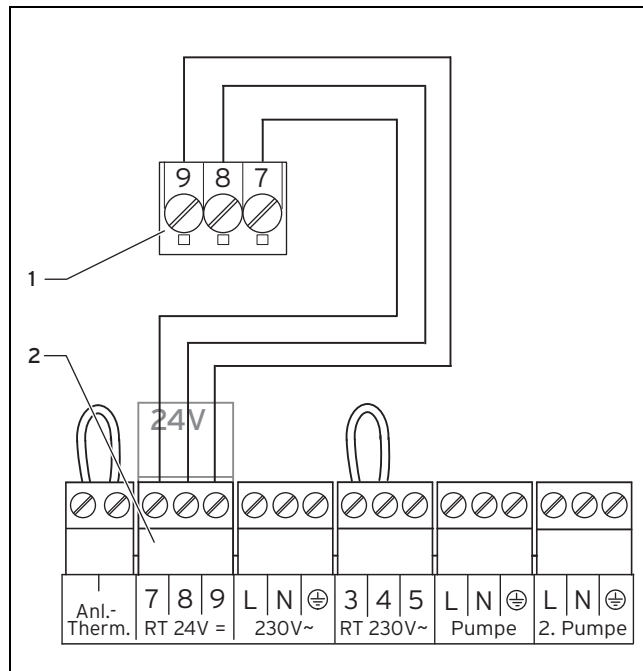 9 8 7
1
2
24V
Anl.-
Therm.
7 8 9
RT 24V =
L N
230V~
3 4 5
RT 230V~
L N
Pumpe
L N
2. Pumpe